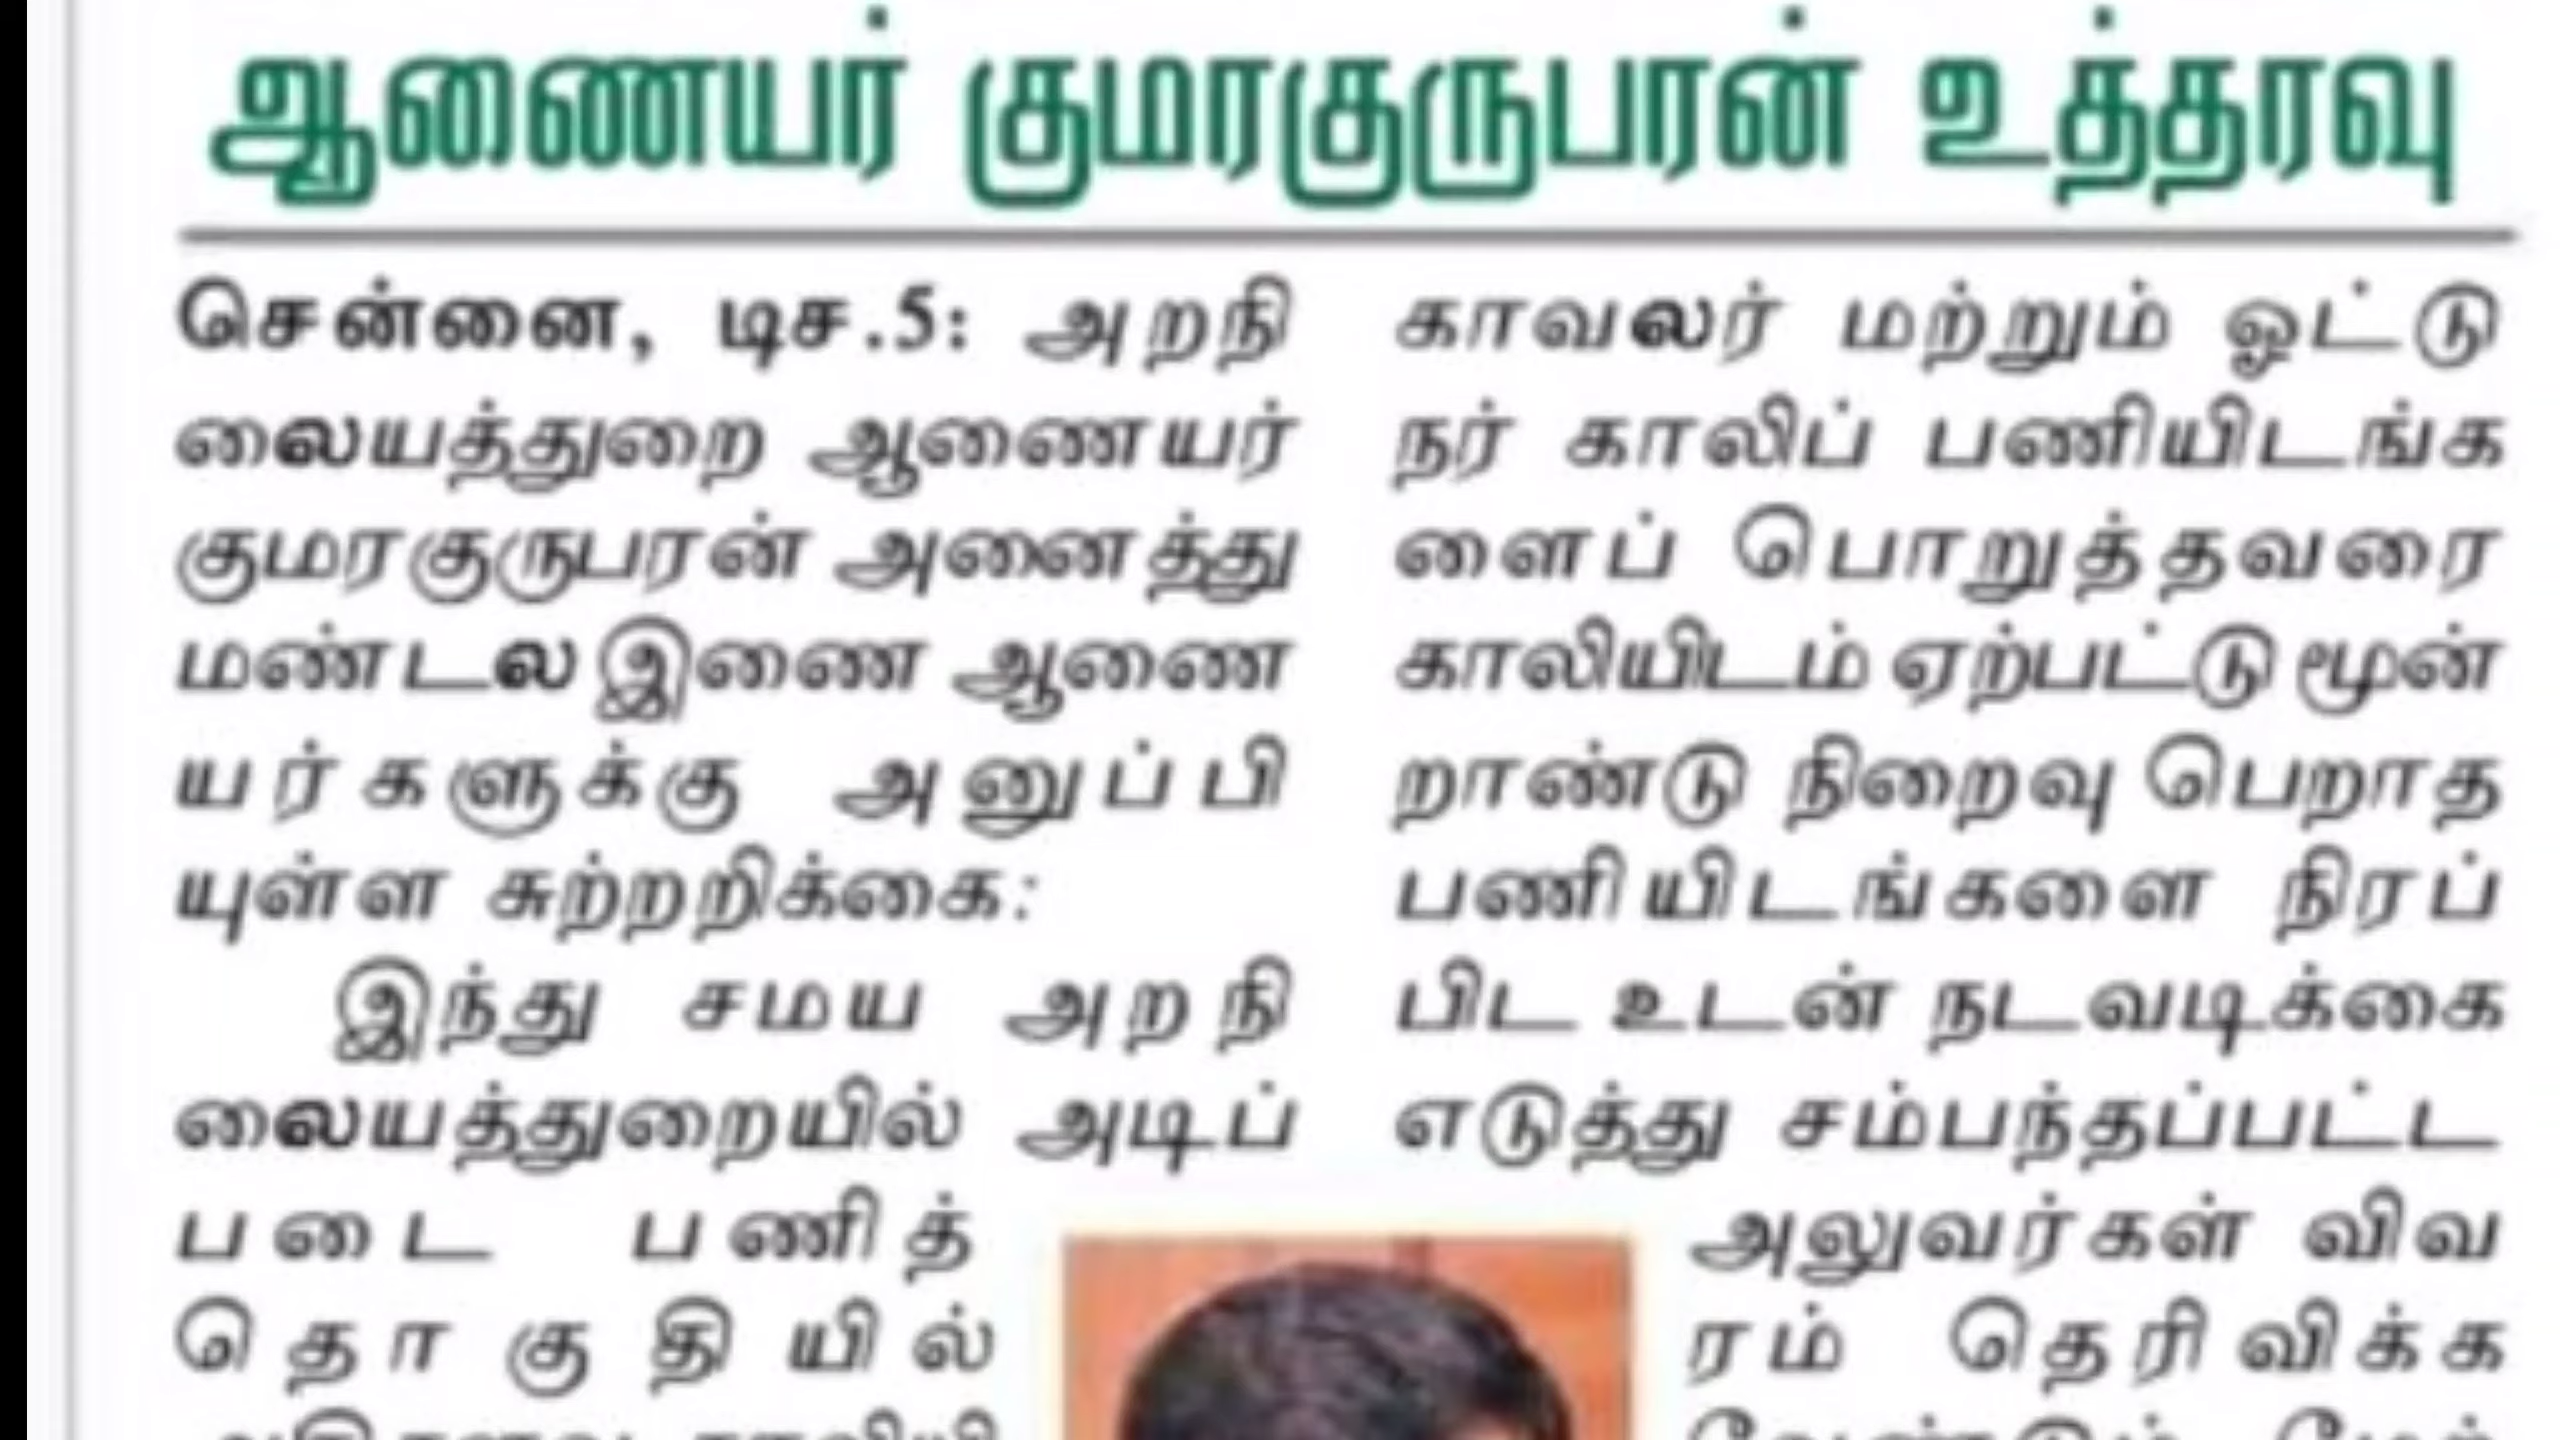 ஆணையர் குமரகுருபரன் உத்தரவு
சென்னை, டிச.5: அறநி
லையத்துறை ஆணையர்
குமரகுருபரன் அனைத்து
மண்டல இணை ஆணை
யர்களுக்கு அனுப்பி
யுள்ள சுற்றறிக்கை:
இந்து சமய அறநி
லையத்துறையில் அடிப்
படை பணித்
தொகுதியில்
காவலர் மற்றும் ஓட்டு
நர் காலிப் பணியிடங்க
ளைப் பொறுத்தவரை
காலியிடம் ஏற்பட்டு மூன்
றாண்டு நிறைவு பெறாத
பணியிடங்களை நிரப்
பிட உடன் நடவடிக்கை
எடுத்து சம்பந்தப்பட்ட
அலுவர்கள் விவ
ரம் தெரிவிக்க